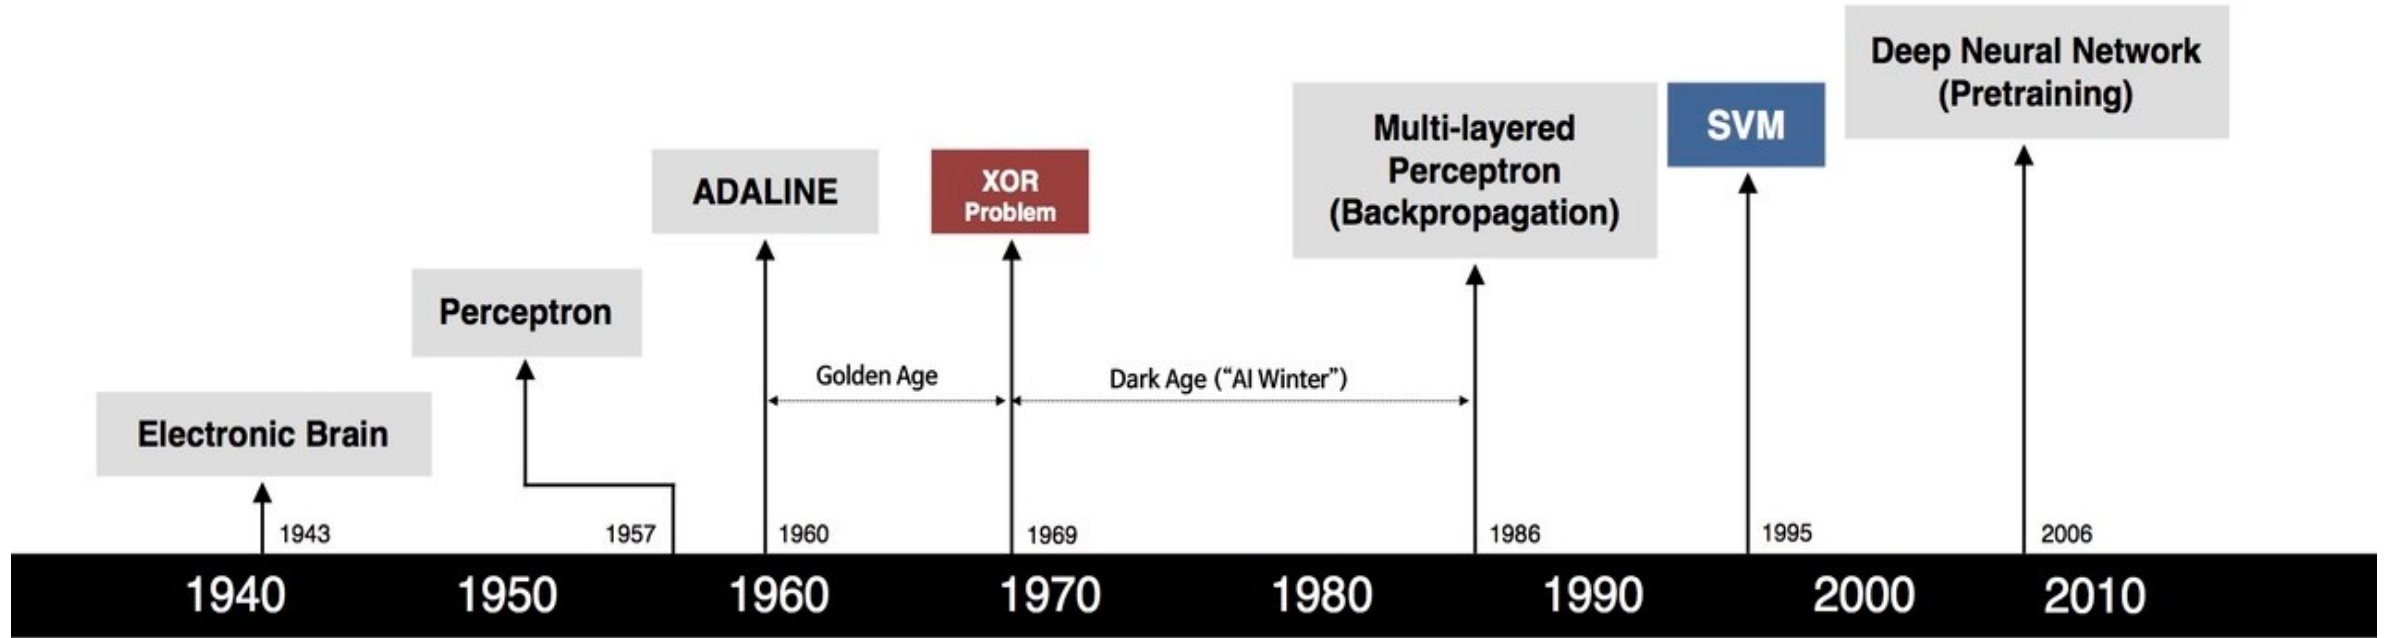 Deep Neural Network
(Pretraining)
Multi-layered
Perceptron
(Backpropagation)
SVM
ADALINE
XOR
Problem
Perceptron
Golden Age
Dark Age (“AI Winter”)
Electronic Brain
1943
1957
1960
1969
1986
1995
2006
1940
1950
1960
1970
1980
1990
2000
2010